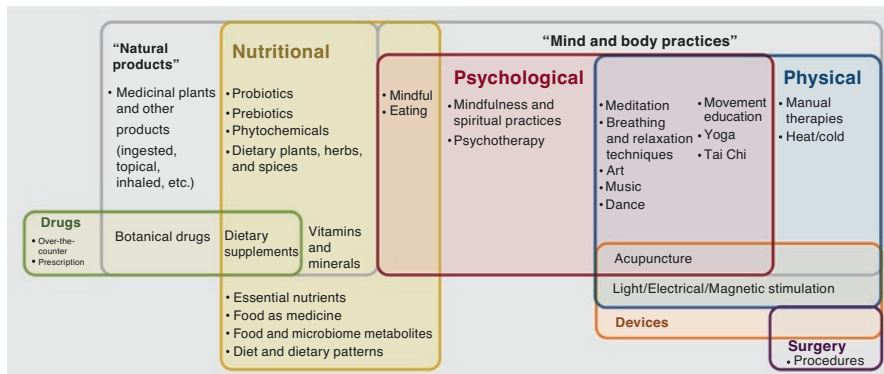 “Natural
products”
• Medicinal plants
and other
products
(ingested,
topical,
inhaled, etc.)
Nutritional
• Probiotics
• Prebiotics
• Phytochemicals
• Dietary plants, herbs,
and spices
“Mind and body practices”
• Mindful
• Eating
Psychological
• Mindfulness and
spiritual practices
• Psychotherapy
• Meditation
• Breathing
and relaxation
techniques
• Art
• Music
• Dance
• Movement
education
• Yoga
• Tai Chi
Physical
• Manual
therapies
• Heat/cold
Drugs
• Over-the-
counter
• Prescription
Botanical drugs
Dietary
supplements
Vitamins
and
minerals
• Essential nutrients
• Food as medicine
• Food and microbiome metabolites
• Diet and dietary patterns
Acupuncture
Light/Electrical/Magnetic stimulation
Devices
Surgery
• Procedures